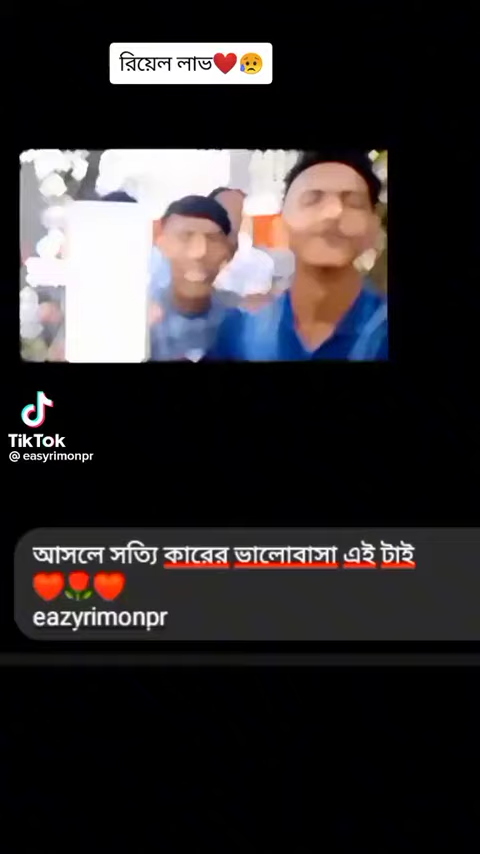 রিয়েল লাভ❤️😥
TikTok
@easyrimonpr
আসলে সত্যি কারের ভালোবাসা এই টাই
❤️🌹❤️
eazyrimonpr